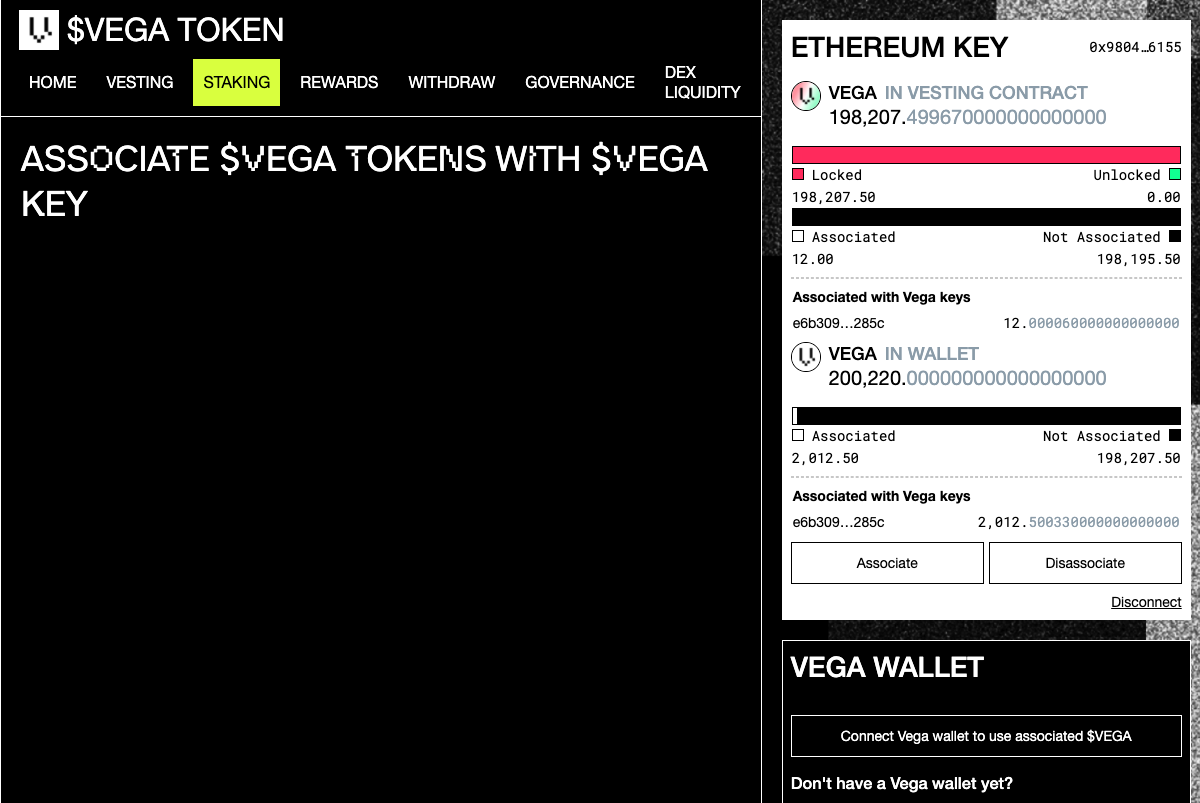 $VEGA TOKEN
HOME VESTING STAKING REWARDS WITHDRAW GOVERNANCE DEX LIQUIDITY
ASSOCIATE $VEGA TOKENS WITH $VEGA
KEY
ETHEREUM KEY 0x9804…6155
VEGA IN VESTING CONTRACT
198,207.499670000000000000
Locked Unlocked
198,207.50 0.00
Associated Not Associated
12.00 198,195.50
Associated with Vega keys
e6b309…285c 12.000060000000000000
VEGA IN WALLET
200,220.000000000000000000
Associated Not Associated
2,012.50 198,207.50
Associated with Vega keys
e6b309…285c 2,012.500330000000000000
Associate Disassociate
Disconnect
VEGA WALLET
Connect Vega wallet to use associated $VEGA
Don't have a Vega wallet yet?